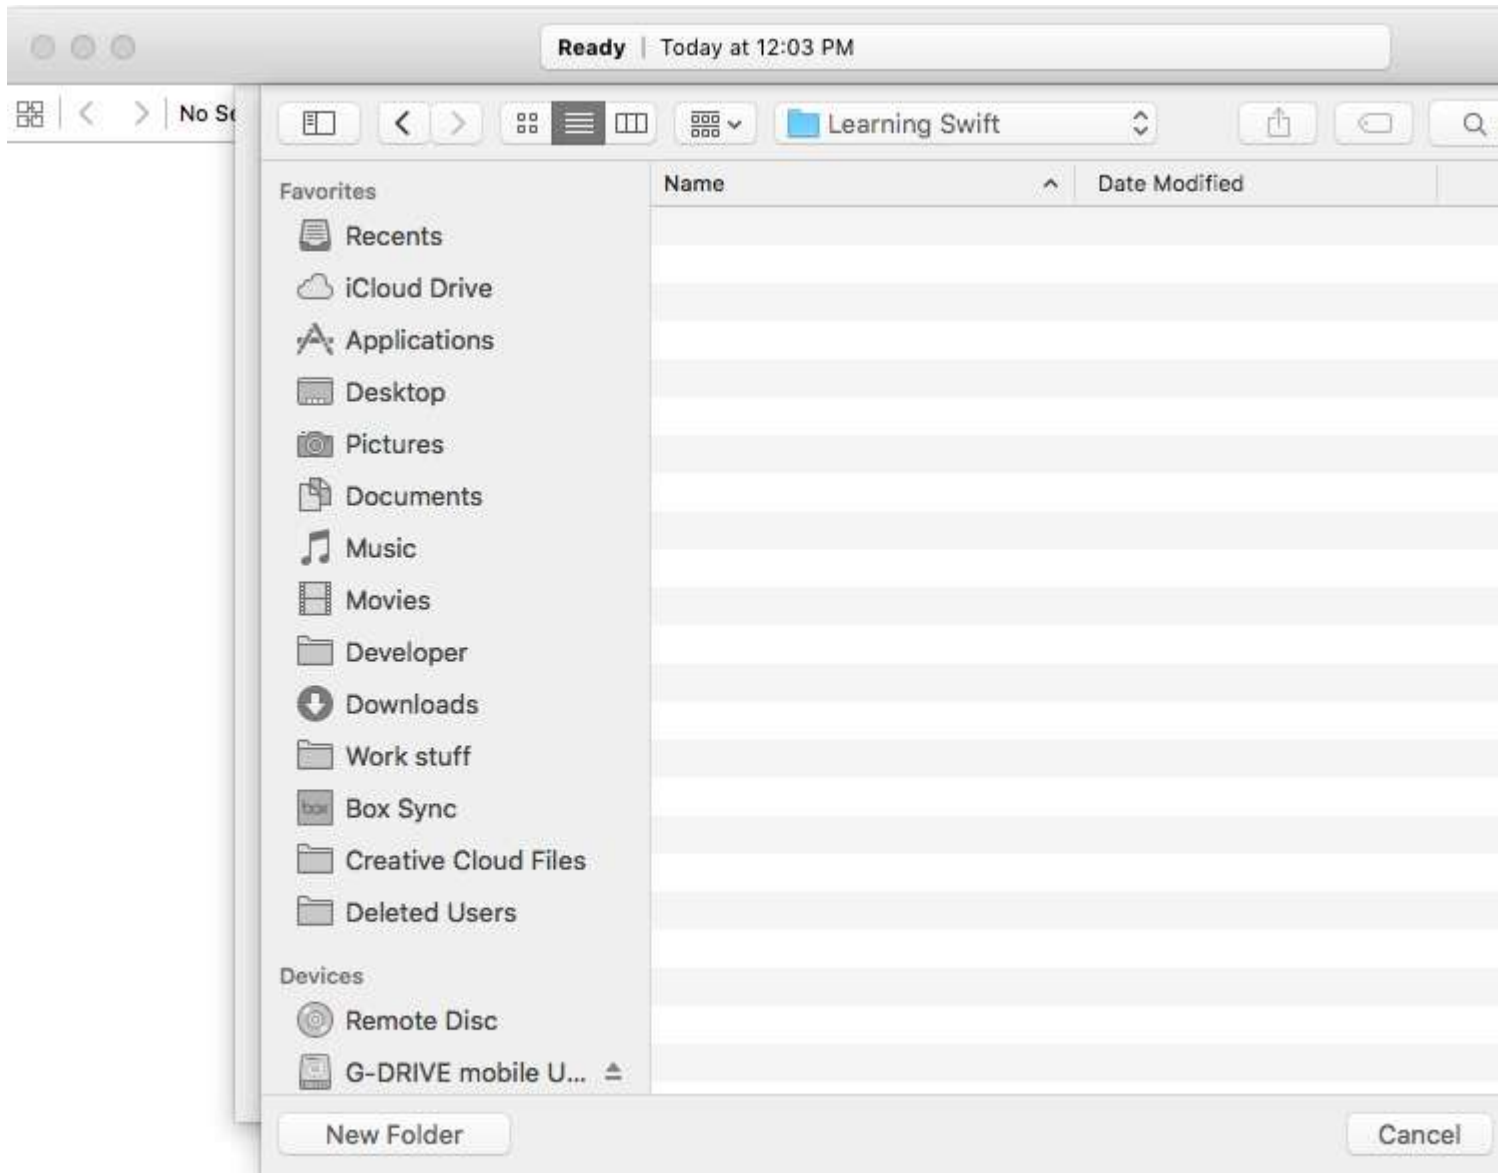 Ready | Today at 12:03 PM
No Se
Learning Swift
Name
Date Modified
Favorites
Recents
iCloud Drive
Applications
Desktop
Pictures
Documents
Music
Movies
Developer
Downloads
Work stuff
box Box Sync
Creative Cloud Files
Deleted Users
Devices
Remote Disc
G-DRIVE mobile U...
New Folder
Cancel